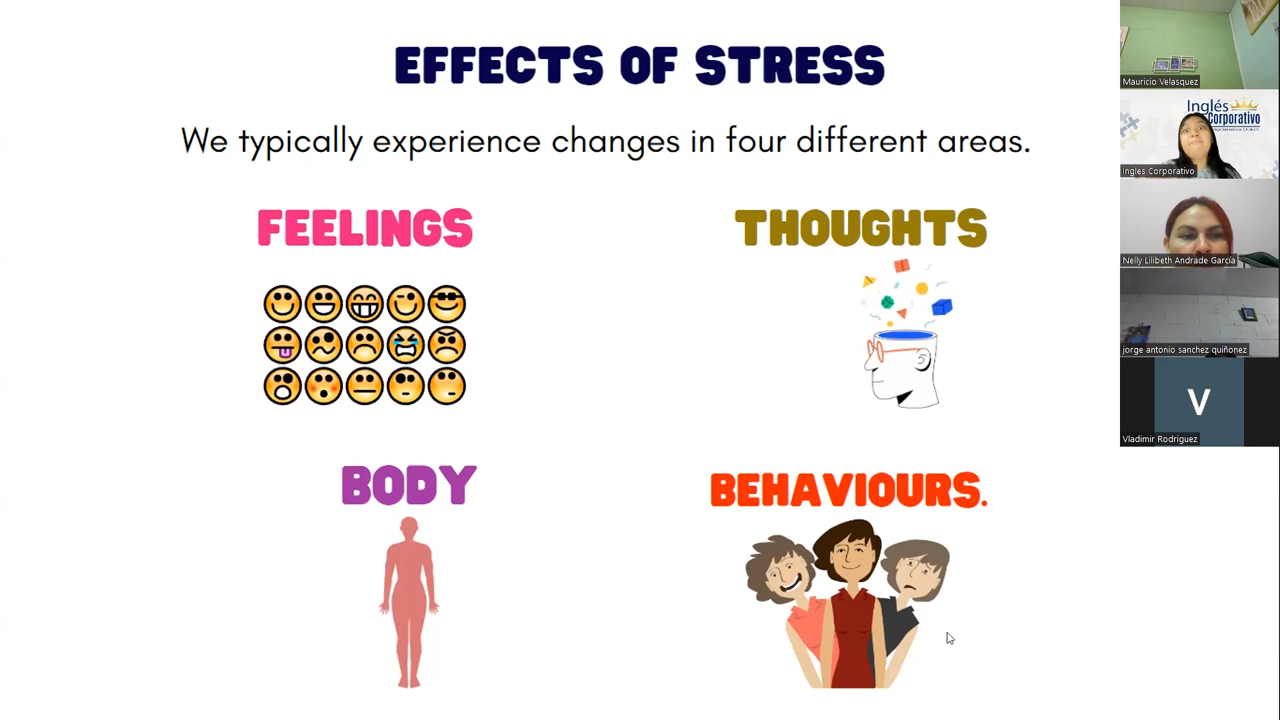 EFFECTS OF STRESS
We typically experience changes in four different areas.
FEELINGS
THOUGHTS
BODY
BEHAVIOURS.
Mauricio Velasquez
Inglés
Corporativo
Ingles Corporativo
Nelly Lilibeth Andrade García
jorge antonio sanchez quiñonez
V
Vladimir Rodriguez